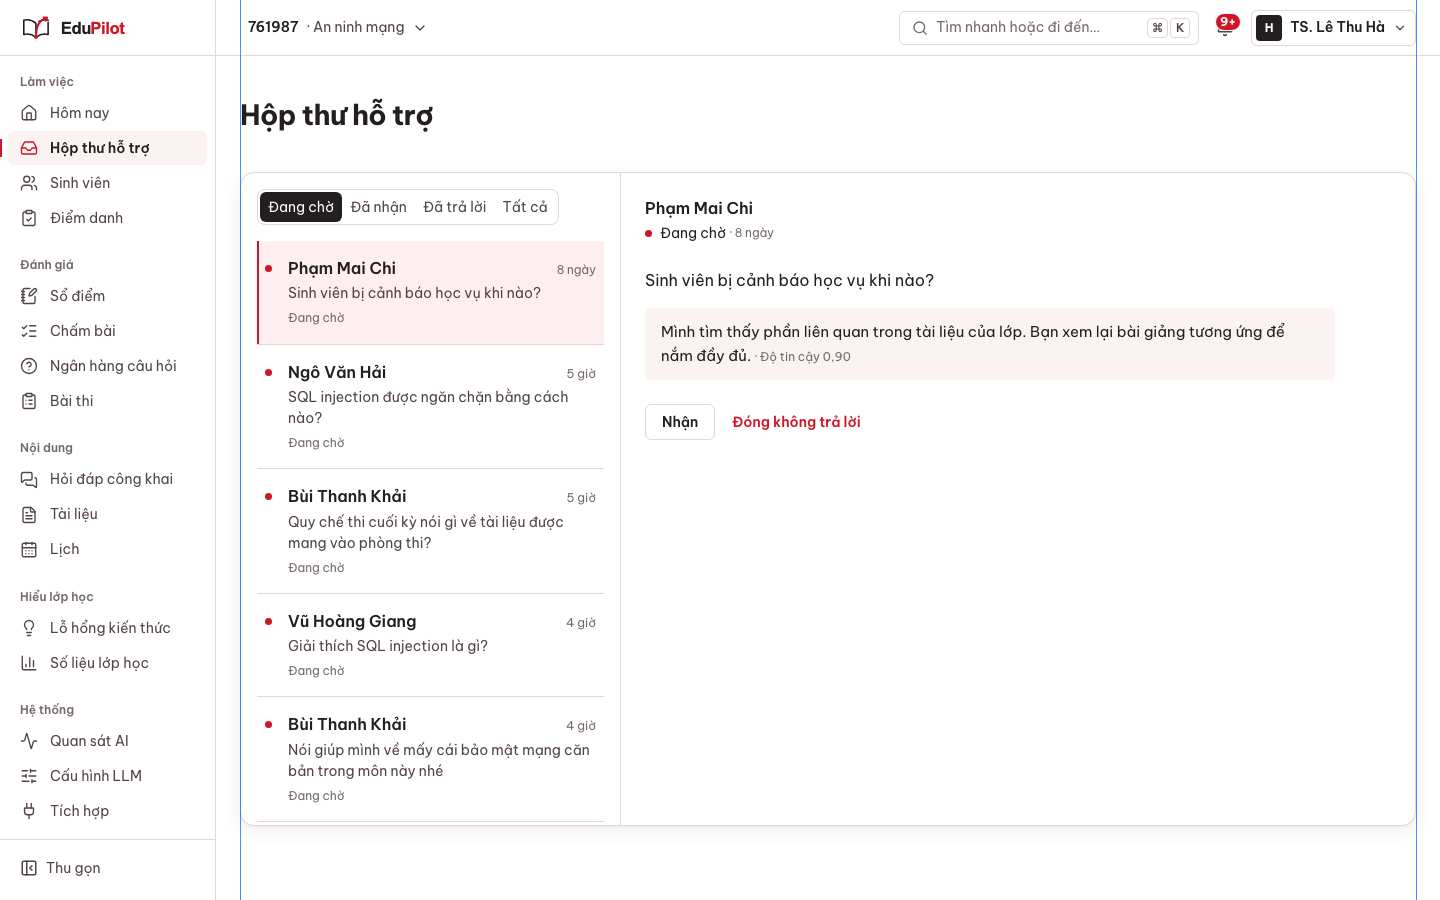 EduPilot
761987 · An ninh mạng
Tìm nhanh hoặc đi đến... ⌘ K
9+
H TS. Lê Thu Hà
Làm việc
Hôm nay
Hộp thư hỗ trợ
Sinh viên
Điểm danh
Đánh giá
Sổ điểm
Chấm bài
Ngân hàng câu hỏi
Bài thi
Nội dung
Hỏi đáp công khai
Tài liệu
Lịch
Hiểu lớp học
Lỗ hổng kiến thức
Số liệu lớp học
Hệ thống
Quan sát AI
Cấu hình LLM
Tích hợp
Thu gọn
Hộp thư hỗ trợ
Đang chờ Đã nhận Đã trả lời Tất cả
Phạm Mai Chi 8 ngày
Sinh viên bị cảnh báo học vụ khi nào?
Đang chờ
Ngô Văn Hải 5 giờ
SQL injection được ngăn chặn bằng cách
nào?
Đang chờ
Bùi Thanh Khải 5 giờ
Quy chế thi cuối kỳ nói gì về tài liệu được
mang vào phòng thi?
Đang chờ
Vũ Hoàng Giang 4 giờ
Giải thích SQL injection là gì?
Đang chờ
Bùi Thanh Khải 4 giờ
Nói giúp mình về mấy cái bảo mật mạng căn
bản trong môn này nhé
Đang chờ
Phạm Mai Chi
Đang chờ · 8 ngày
Sinh viên bị cảnh báo học vụ khi nào?
Mình tìm thấy phần liên quan trong tài liệu của lớp. Bạn xem lại bài giảng tương ứng để
nắm đầy đủ. · Độ tin cậy 0,90
Nhận Đóng không trả lời